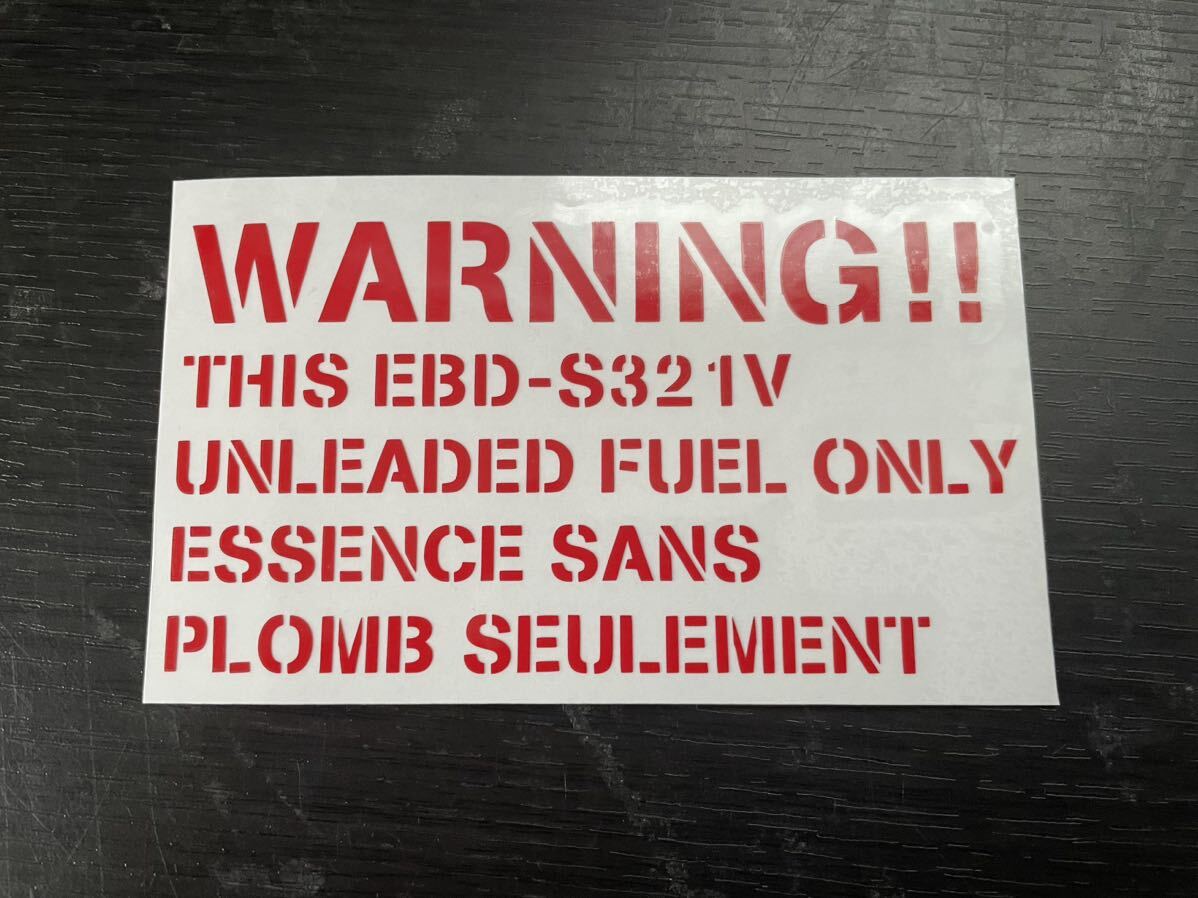 WARNING!!
THIS EBD-S321V
UNLEADED FUEL ONLY
ESSENCE SANS
PLOMB SEULEMENT